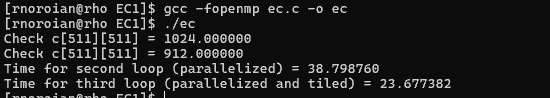 [rnoroian@rho EC1]$ gcc -fopenmp ec.c -o ec
[rnoroian@rho EC1]$ ./ec
Check c[511][511] = 1024.000000
Check c[511][511] = 912.000000
Time for second loop (parallelized) = 38.798760
Time for third loop (parallelized and tiled) = 23.677382
[rnoroian@rho EC1]$